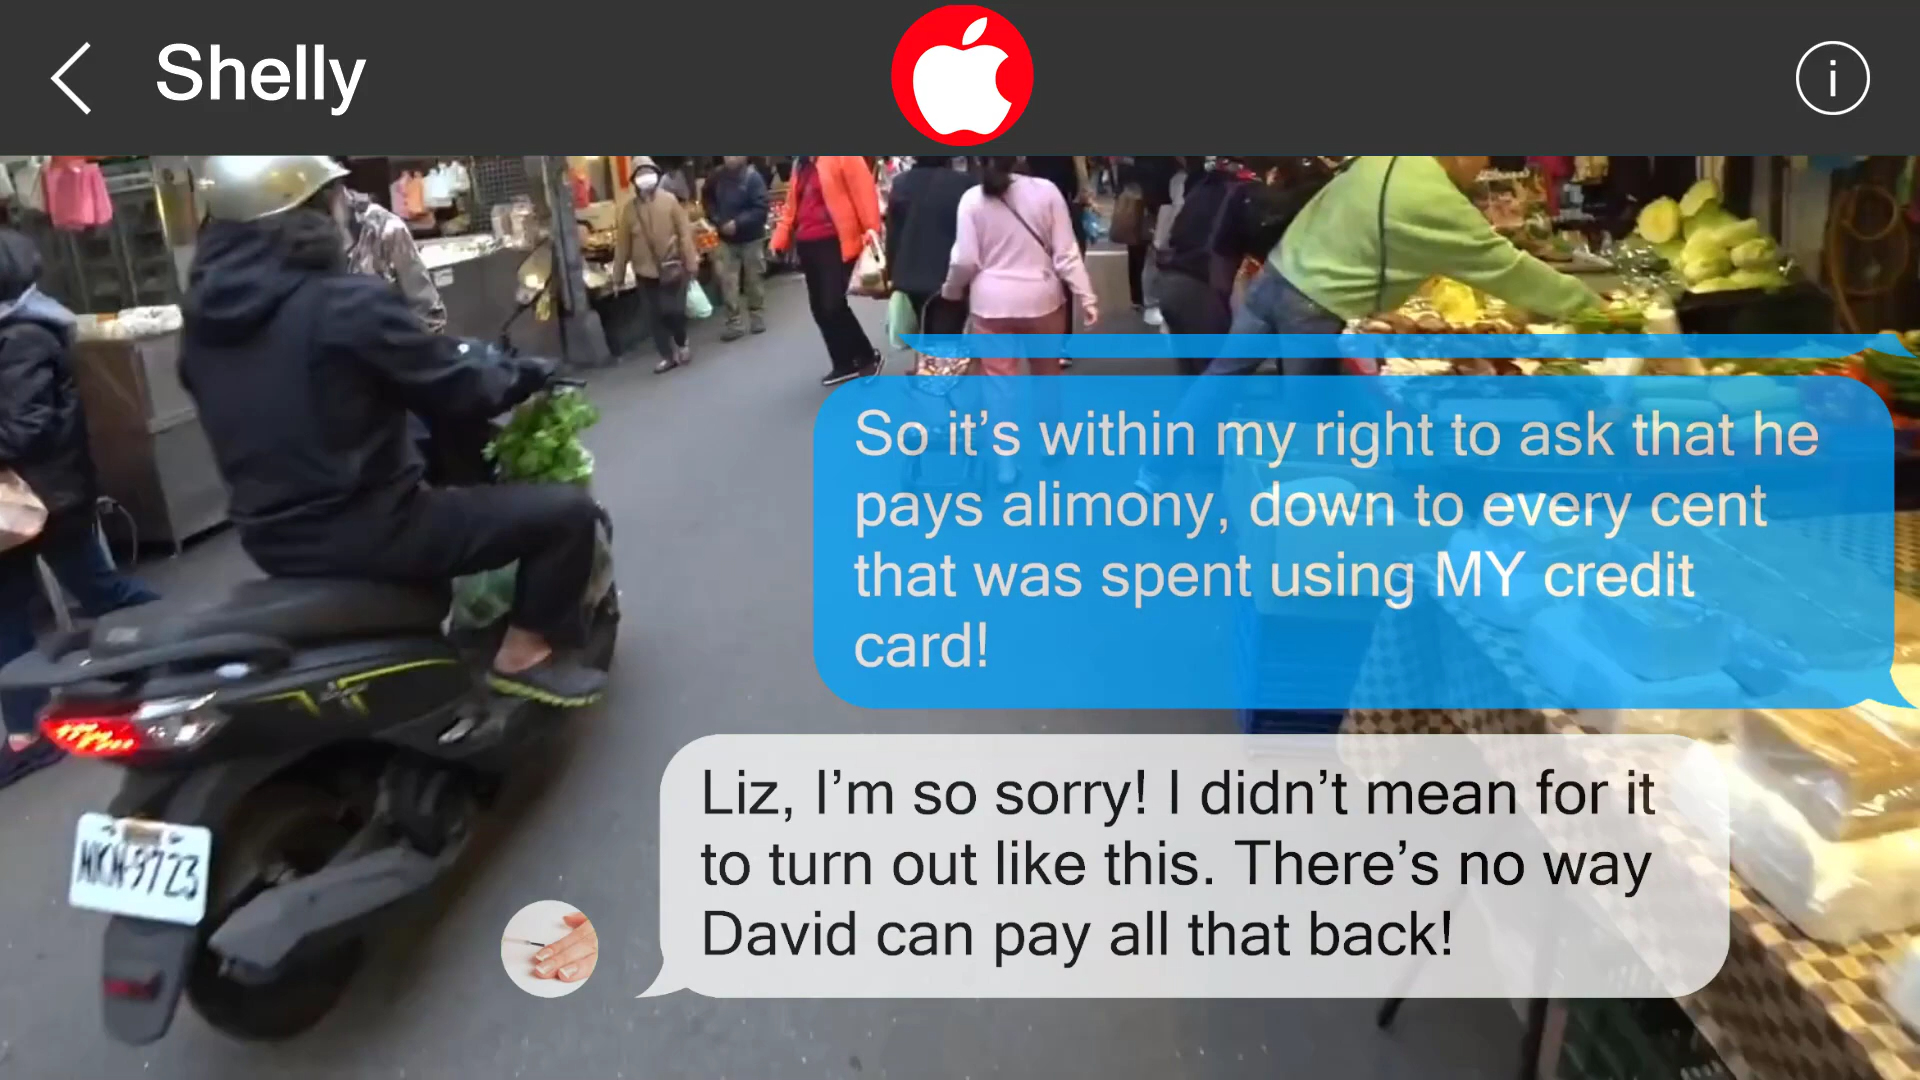 Shelly
i
So it’s within my right to ask that he
pays alimony, down to every cent
that was spent using MY credit
card!
Liz, I’m so sorry! I didn’t mean for it
to turn out like this. There’s no way
David can pay all that back!